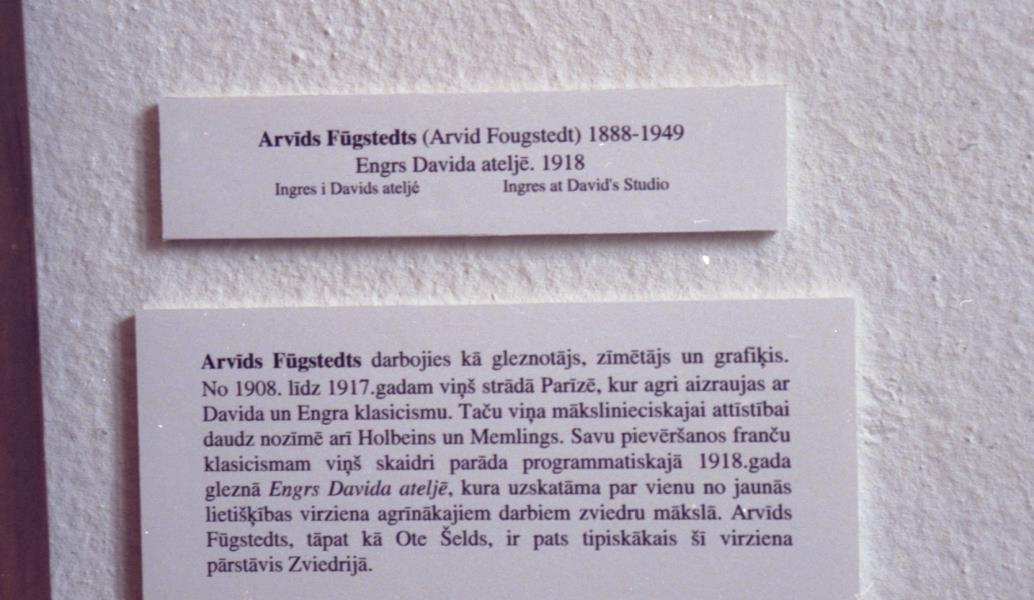 Arvīds Fūgstedts (Arvid Fougstedt) 1888-1949
Engrs Davida ateljē. 1918
Ingres i Davids ateljé Ingres at David's Studio
Arvīds Fūgstedts darbojies kā gleznotājs, zīmētājs un grafiķis.
No 1908. līdz 1917.gadam viņš strādā Parīzē, kur agri aizraujas ar
Davida un Engra klasicismu. Taču viņa mākslinieciskajai attīstībai
daudz nozīmē arī Holbeins un Memlings. Savu pievēršanos franču
klasicismam viņš skaidri parāda programmatiskajā 1918.gada
gleznā Engrs Davida ateljē, kura uzskatāma par vienu no jaunās
lietišķības virziena agrīnākajiem darbiem zviedru mākslā. Arvīds
Fūgstedts, tāpat kā Ote Šelds, ir pats tipiskākais šī virziena
pārstāvis Zviedrijā.